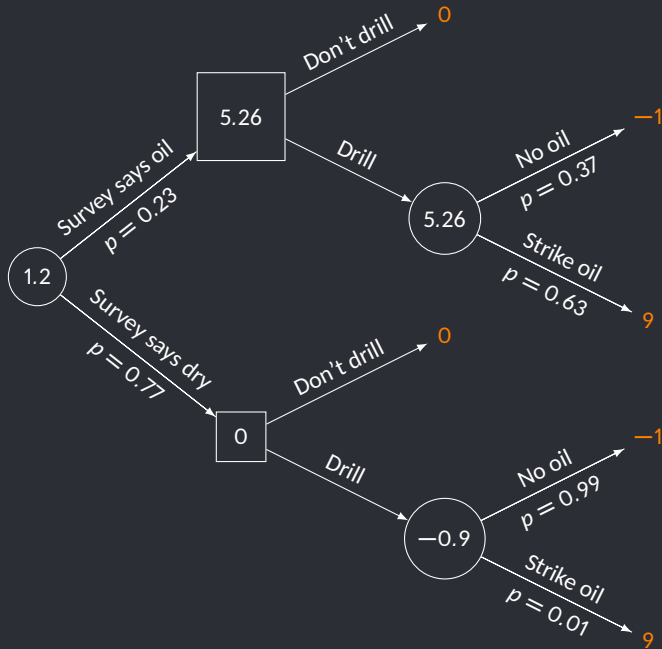 0
Don't drill
5.26
Survey says oil
p = 0.23
Drill
5.26
No oil
p = 0.37
—1
Strike oil
p = 0.63
9
1.2
Survey says dry
p = 0.77
0
Don't drill
0
Drill
—0.9
No oil
p = 0.99
—1
Strike oil
p = 0.01
9